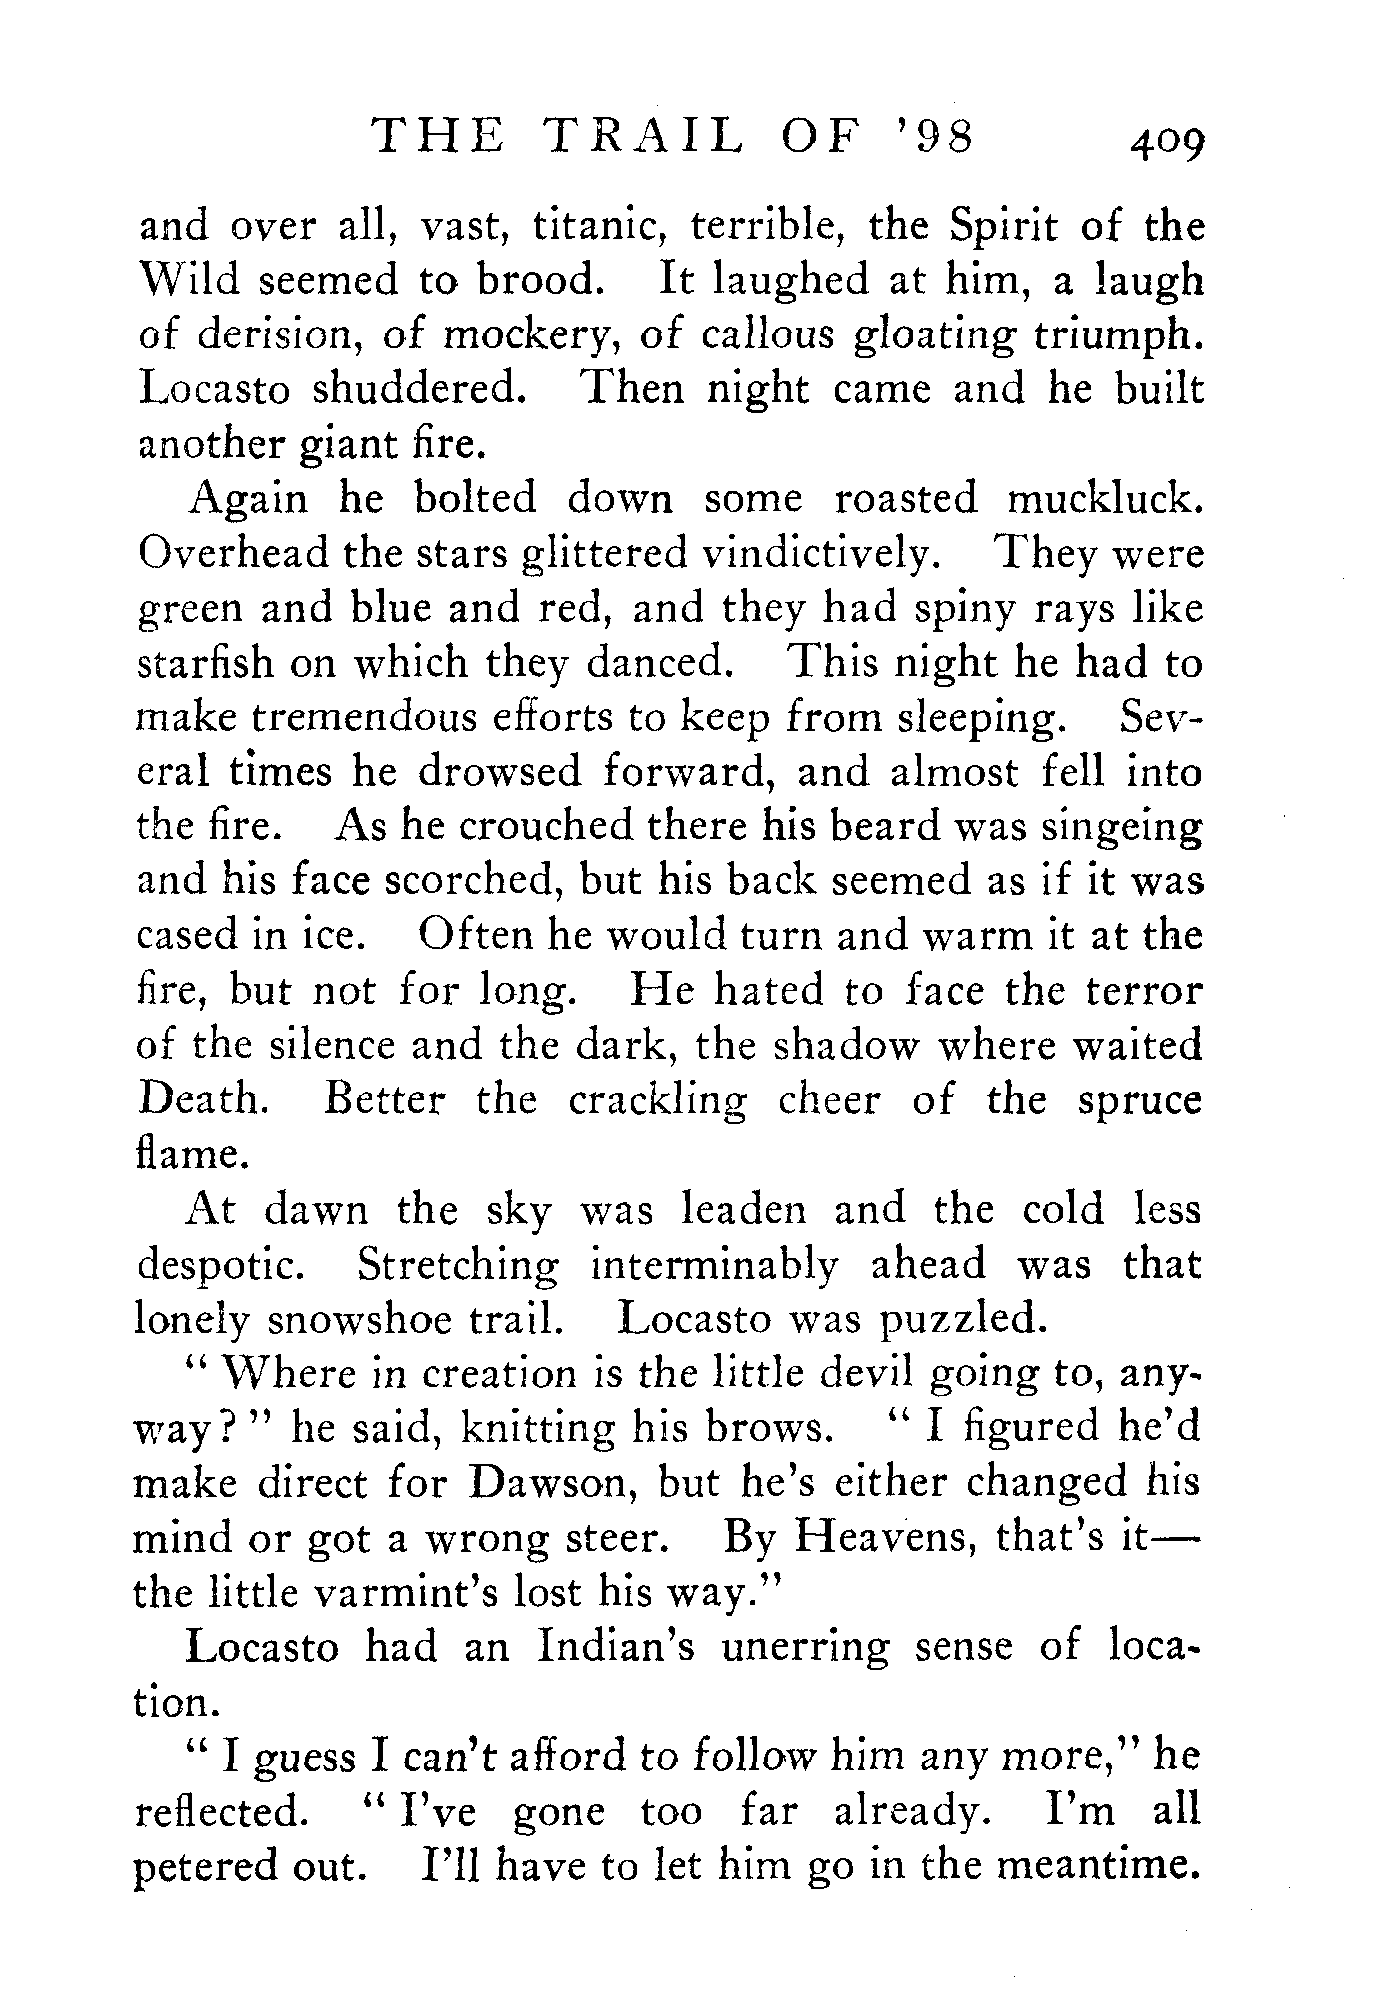 THE TRAIL OF '98 409
and over all, vast, titanic, terrible, the Spirit of the
Wild seemed to brood. It laughed at him, a laugh
of derision, of mockery, of callous gloating triumph.
Locasto shuddered. Then night came and he built
another giant fire.
Again he bolted down some roasted muckluck.
Overhead the stars glittered vindictively. They were
green and blue and red, and they had spiny rays like
starfish on which they danced. This night he had to
make tremendous efforts to keep from sleeping. Sev-
eral times he drowsed forward, and almost fell into
the fire. As he crouched there his beard was singeing
and his face scorched, but his back seemed as if it was
cased in ice. Often he would turn and warm it at the
fire, but not for long. He hated to face the terror
of the silence and the dark, the shadow where waited
Death. Better the crackling cheer of the spruce
flame.
At dawn the sky was leaden and the cold less
despotic. Stretching interminably ahead was that
lonely snowshoe trail. Locasto was puzzled.
" Where in creation is the little devil going to, any-
way? " he said, knitting his brows. " I figured he'd
make direct for Dawson, but he's either changed his
mind or got a wrong steer. By Heavens, that's it—
the little varmint's lost his way."
Locasto had an Indian's unerring sense of loca-
tion.
" I guess I can't afford to follow him any more," he
reflected. " I've gone too far already. I'm all
petered out. I'll have to let him go in the meantime.